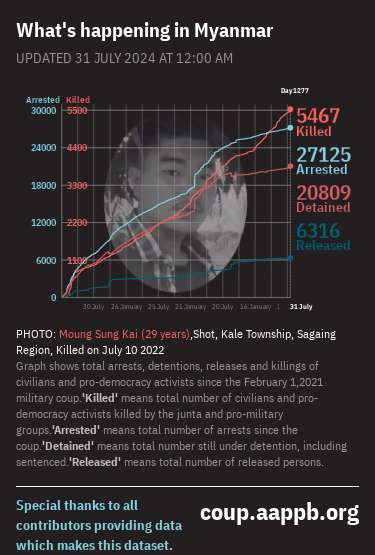 What's happening in Myanmar
UPDATED 31 JULY 2024 AT 12:00 AM
Day1277
Arrested Killed
30000 5500
24000 4400
18000 3300
12000 2200
6000 1100
0
5467
Killed
27125
Arrested
20809
Detained
6316
Released
30 July 26 January 25 July 21 January 20 July 16 January 31 July
PHOTO: Moung Sung Kai (29 years),Shot, Kale Township, Sagaing
Region, Killed on July 10 2022
Graph shows total arrests, detentions, releases and killings of
civilians and pro-democracy activists since the February 1,2021
military coup.'Killed' means total number of civilians and pro-
democracy activists killed by the junta and pro-military
groups.'Arrested' means total number of arrests since the
coup.'Detained' means total number still under detention, including
sentenced.'Released' means total number of released persons.
Special thanks to all
contributors providing data
which makes this dataset.
coup.aappb.org